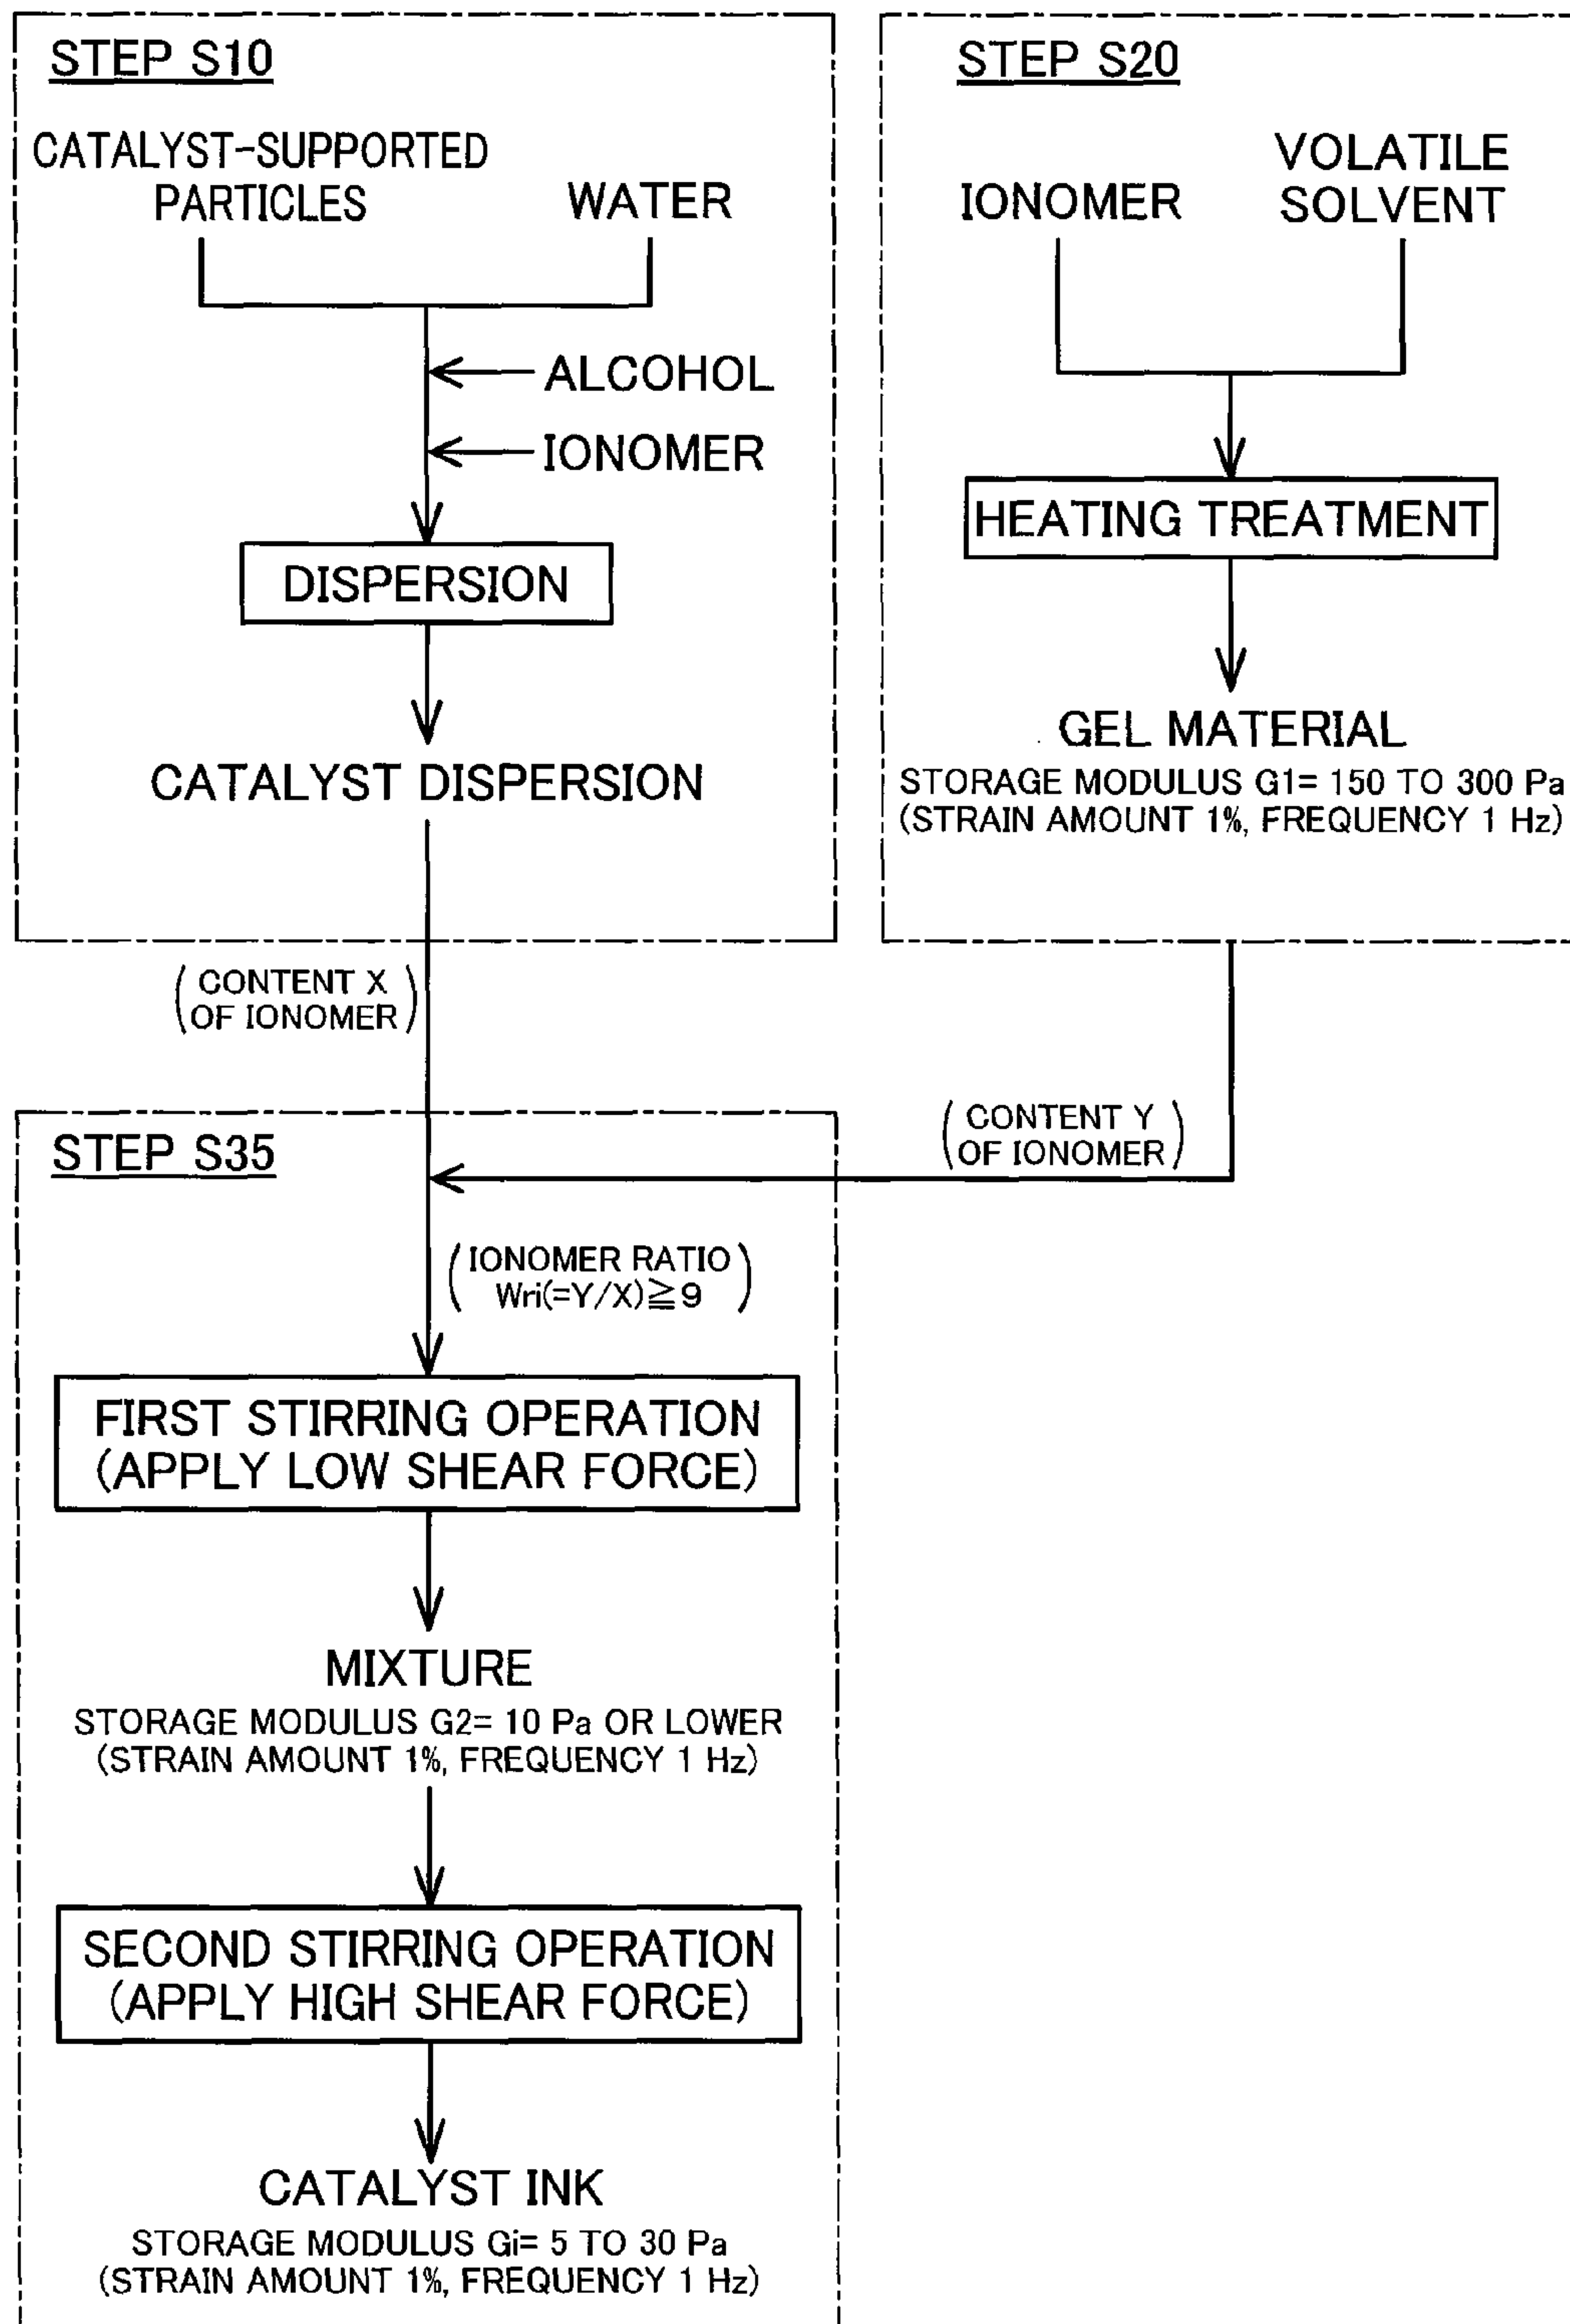 STEP S10
CATALYST-SUPPORTED
PARTICLES
WATER
ALCOHOL
IONOMER
DISPERSION
CATALYST DISPERSION
STEP S20
IONOMER
VOLATILE
SOLVENT
HEATING TREATMENT
GEL MATERIAL
STORAGE MODULUS G1= 150 TO 300 Pa
(STRAIN AMOUNT 1%, FREQUENCY 1 Hz)
(CONTENT X
OF IONOMER)
(CONTENT Y
OF IONOMER)
STEP S35
(IONOMER RATIO
Wri(=Y/X)≧9)
FIRST STIRRING OPERATION
(APPLY LOW SHEAR FORCE)
MIXTURE
STORAGE MODULUS G2= 10 Pa OR LOWER
(STRAIN AMOUNT 1%, FREQUENCY 1 Hz)
SECOND STIRRING OPERATION
(APPLY HIGH SHEAR FORCE)
CATALYST INK
STORAGE MODULUS Gi= 5 TO 30 Pa
(STRAIN AMOUNT 1%, FREQUENCY 1 Hz)